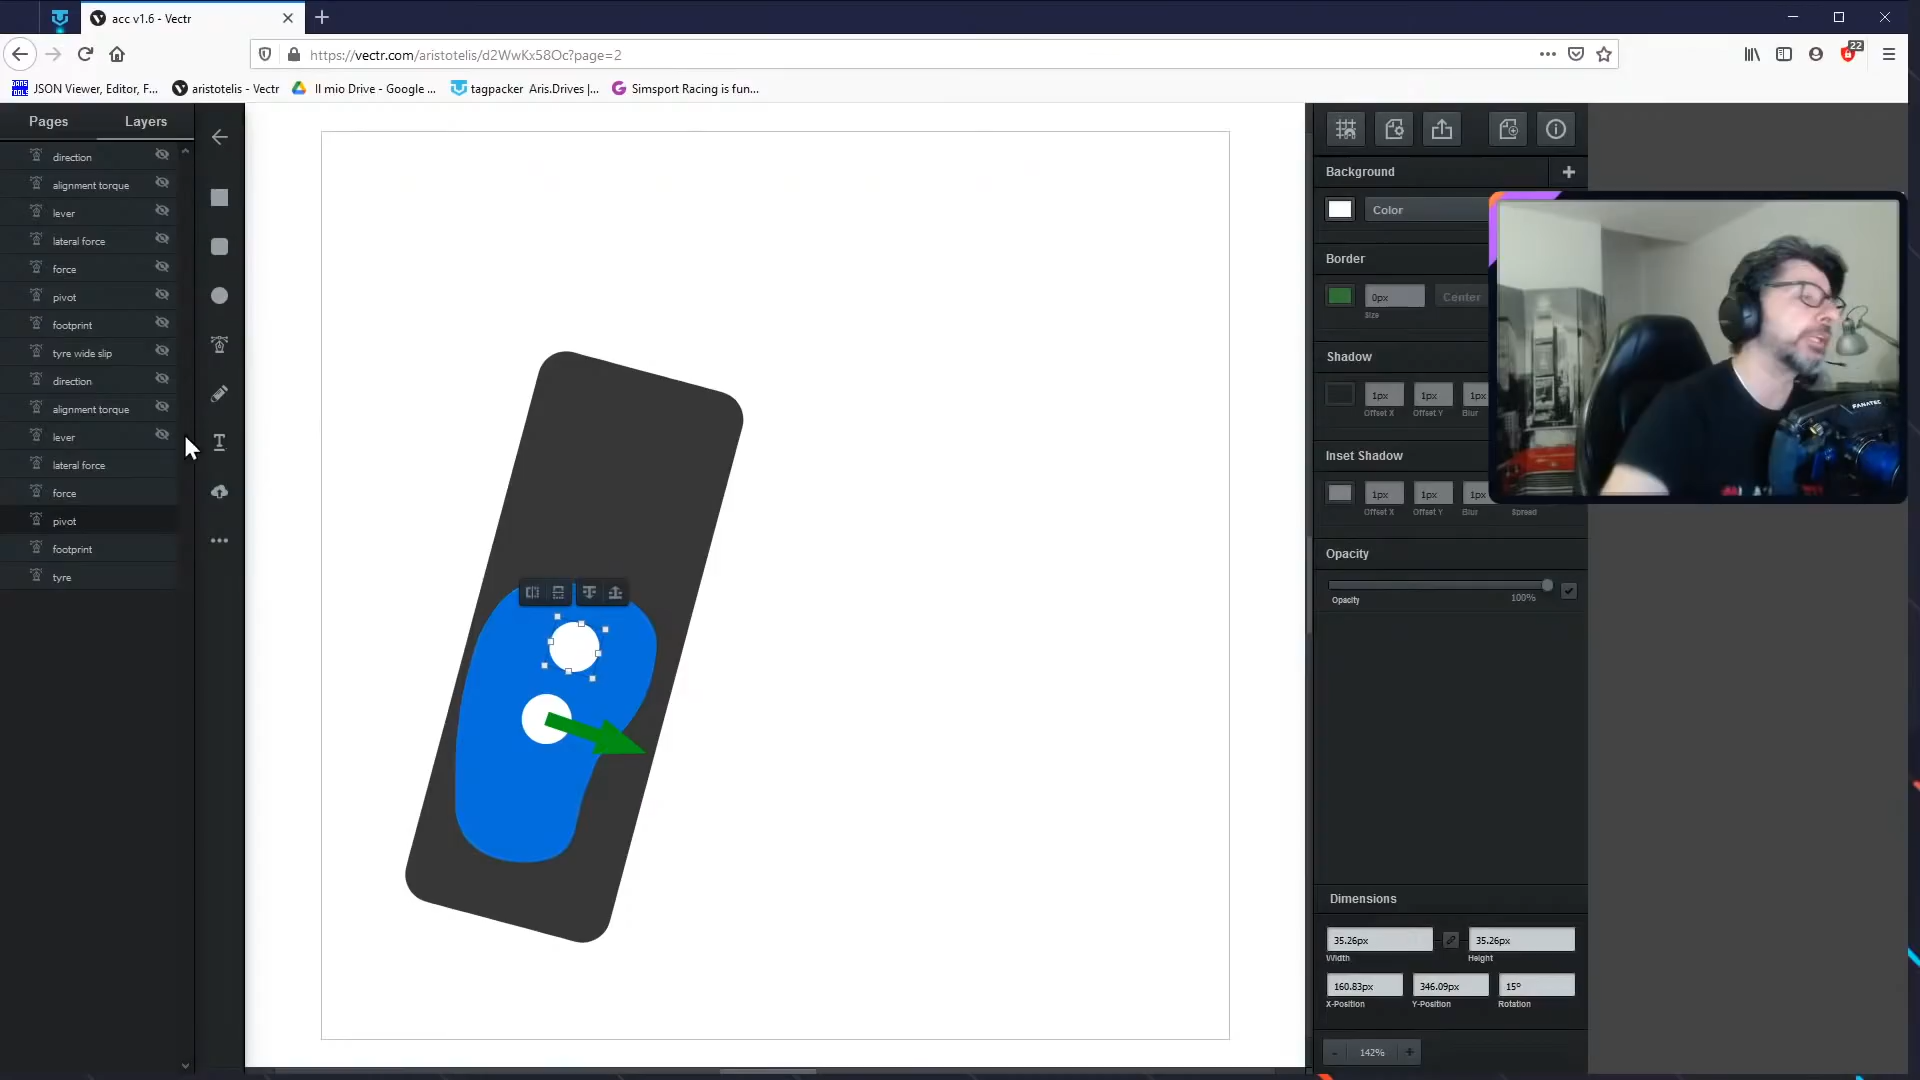 acc v1.6 - Vectr
https://vectr.com/aristotelis/d2WwKx58Oc?page=2
22
JSON Viewer, Editor, F...
aristotelis - Vectr
Il mio Drive - Google ...
tagpacker Aris.Drives |...
Simsport Racing is fun...
Pages
Layers
direction
alignment torque
lever
lateral force
force
pivot
footprint
tyre wide slip
direction
alignment torque
lever
lateral force
force
pivot
footprint
tyre
T
Background
Color
Border
0px
Center
Size
Shadow
1px
1px
1px
Offset X
Offset Y
Blur
Inset Shadow
1px
1px
1px
Offset X
Offset Y
Blur
Spread
Opacity
Opacity
100%
Dimensions
35.26px
35.26px
Width
Height
160.83px
346.09px
15º
X-Position
Y-Position
Rotation
- 142% +
FANATEC